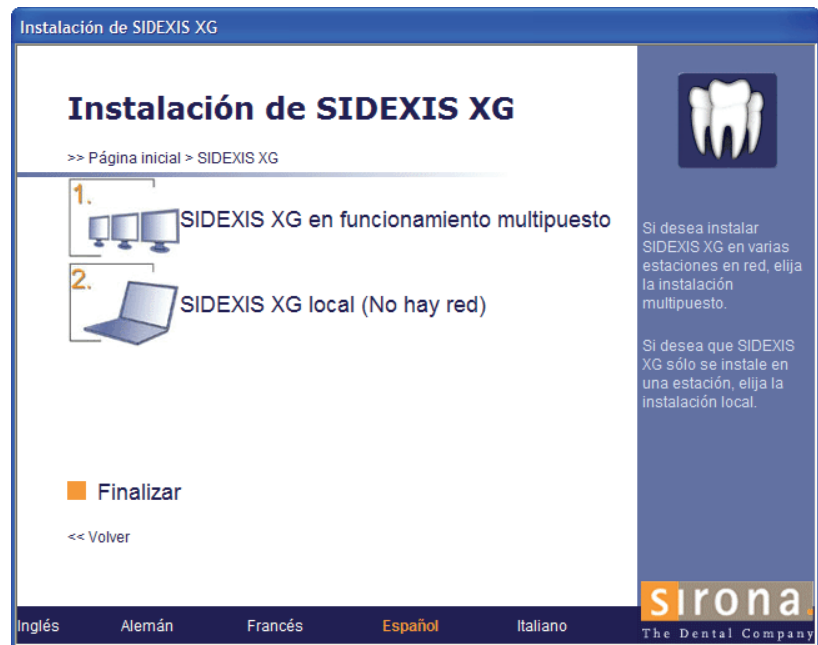 Instalación de SIDEXIS XG
Instalación de SIDEXIS XG
>> Página inicial > SIDEXIS XG
1.
SIDEXIS XG en funcionamiento multipuesto
2.
SIDEXIS XG local (No hay red)
Finalizar
<< Volver
Si desea instalar
SIDEXIS XG en varias
estaciones en red, elija
la instalación
multipuesto.
Si desea que SIDEXIS
XG sólo se instale en
una estación, elija la
instalación local.
Inglés Alemán Francés Español Italiano
sirona.
The Dental Company